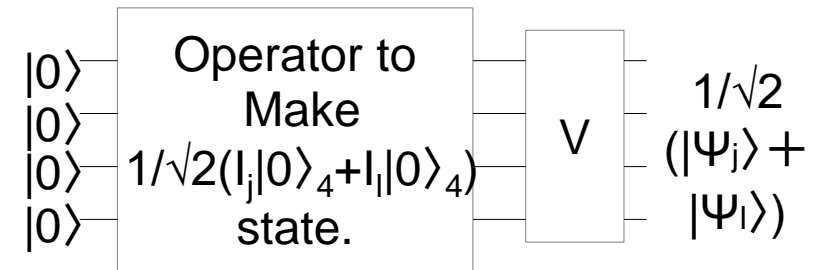 |0⟩
|0⟩
|0⟩
|0⟩
Operator to
Make
1/√2(I_j|0⟩_4+I_l|0⟩_4)
state.
V
1/√2
(|Ψ_j⟩+
|Ψ_l⟩)